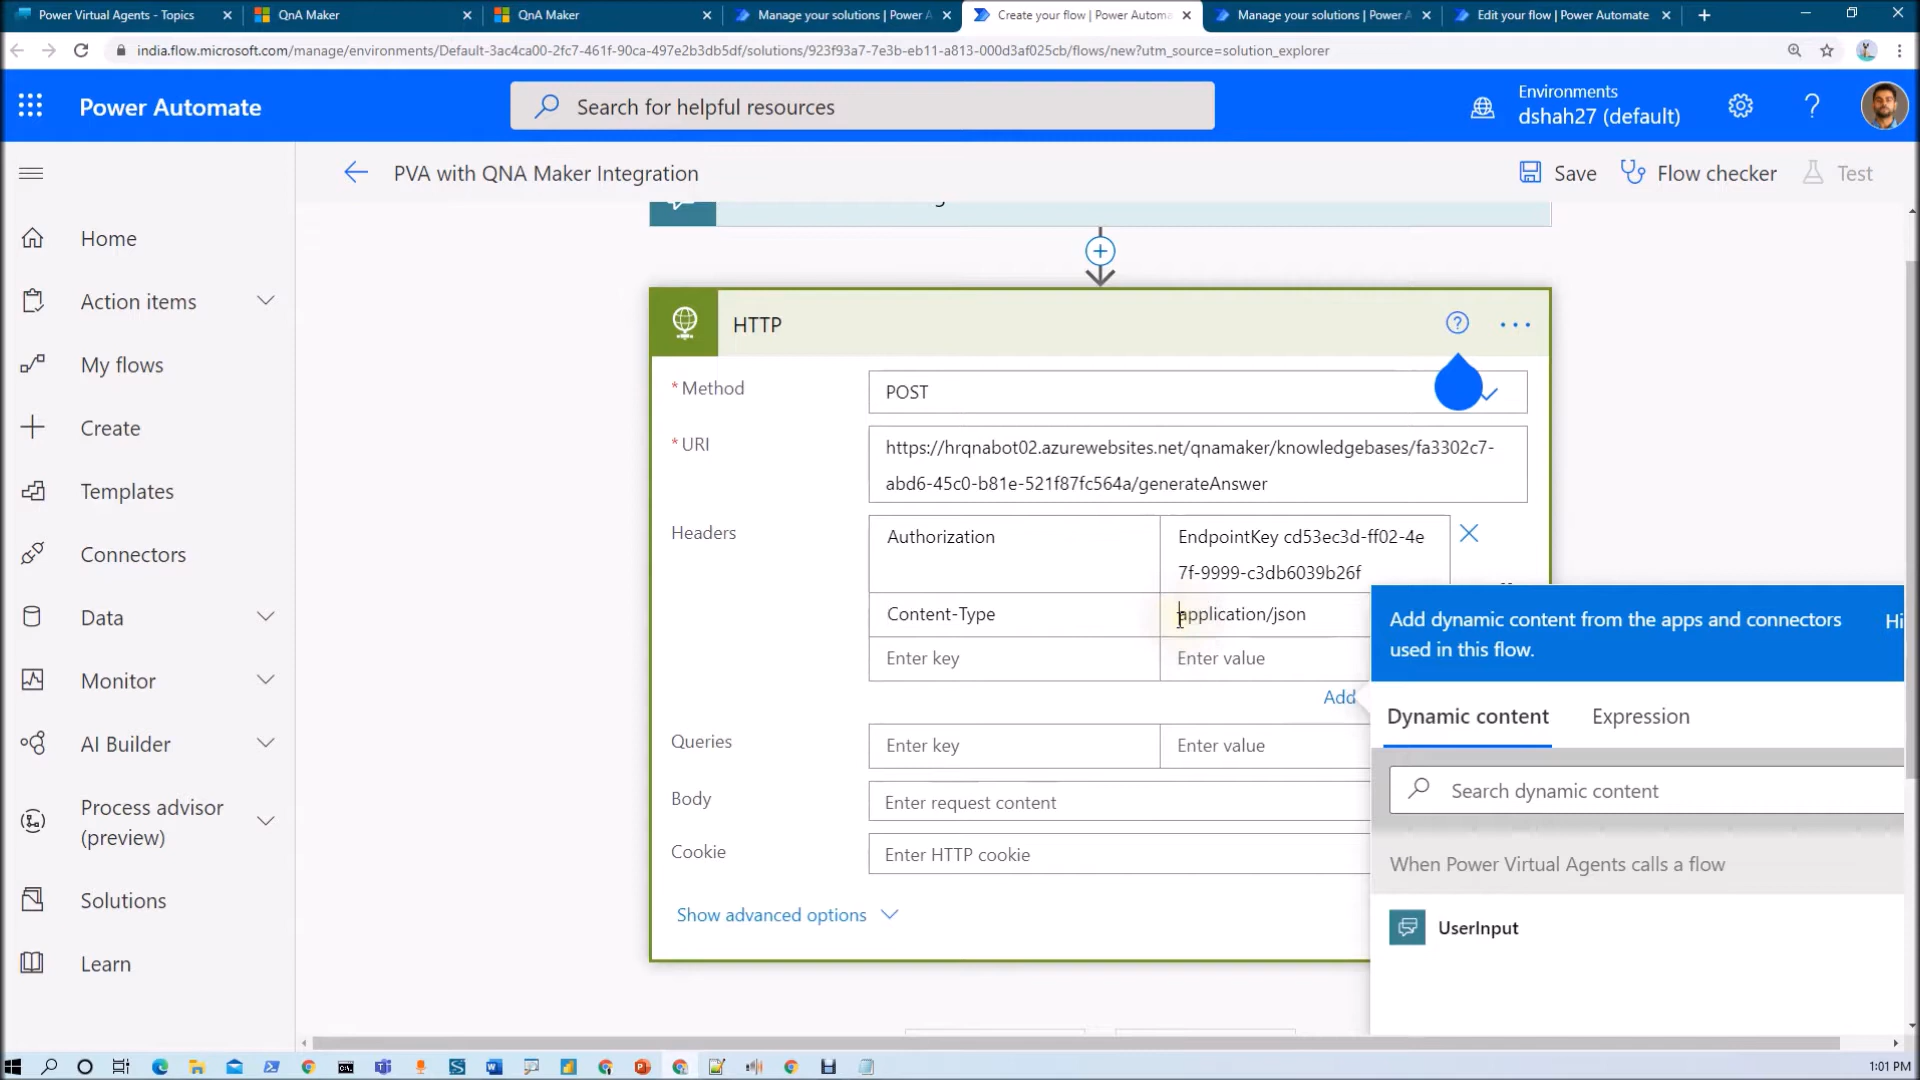 Power Virtual Agents - Topics
QnA Maker
QnA Maker
Manage your solutions | Power A
Create your flow | Power Automa
Manage your solutions | Power A
Edit your flow | Power Automate
india.flow.microsoft.com/manage/environments/Default-3ac4ca00-2fc7-461f-90ca-497e2b3db5df/solutions/923f93a7-7e3b-eb11-a813-000d3af025cb/flows/new?utm_source=solution_explorer
Power Automate
Search for helpful resources
Environments
dshah27 (default)
PVA with QNA Maker Integration
Save
Flow checker
Test
Home
Action items
My flows
Create
Templates
Connectors
Data
Monitor
AI Builder
Process advisor
(preview)
Solutions
Learn
HTTP
* Method
POST
* URI
https://hrqnabot02.azurewebsites.net/qnamaker/knowledgebases/fa3302c7-
abd6-45c0-b81e-521f87fc564a/generateAnswer
Headers
Authorization
EndpointKey cd53ec3d-ff02-4e
7f-9999-c3db6039b26f
Content-Type
application/json
Enter key
Enter value
Add
Queries
Enter key
Enter value
Body
Enter request content
Cookie
Enter HTTP cookie
Show advanced options
Add dynamic content from the apps and connectors
used in this flow.
Hi
Dynamic content
Expression
Search dynamic content
When Power Virtual Agents calls a flow
UserInput
1:01 PM